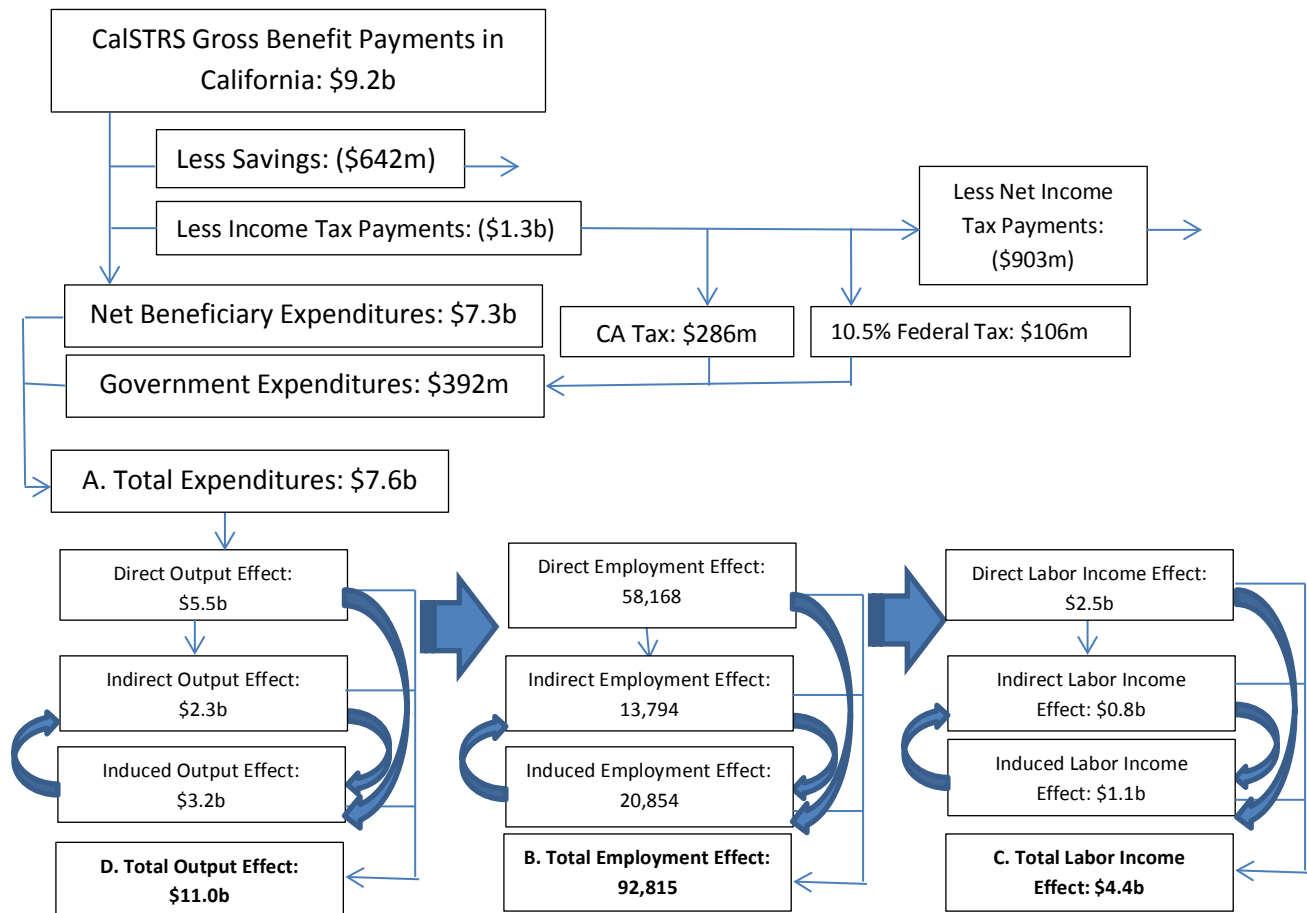 CalSTRS Gross Benefit Payments in
California: $9.2b
Less Savings: ($642m)
Less Income Tax Payments: ($1.3b)
Less Net Income
Tax Payments:
($903m)
Net Beneficiary Expenditures: $7.3b
CA Tax: $286m
10.5% Federal Tax: $106m
Government Expenditures: $392m
A. Total Expenditures: $7.6b
Direct Output Effect:
$5.5b
Indirect Output Effect:
$2.3b
Induced Output Effect:
$3.2b
D. Total Output Effect:
$11.0b
Direct Employment Effect:
58,168
Indirect Employment Effect:
13,794
Induced Employment Effect:
20,854
B. Total Employment Effect:
92,815
Direct Labor Income Effect:
$2.5b
Indirect Labor Income
Effect: $0.8b
Induced Labor Income
Effect: $1.1b
C. Total Labor Income
Effect: $4.4b